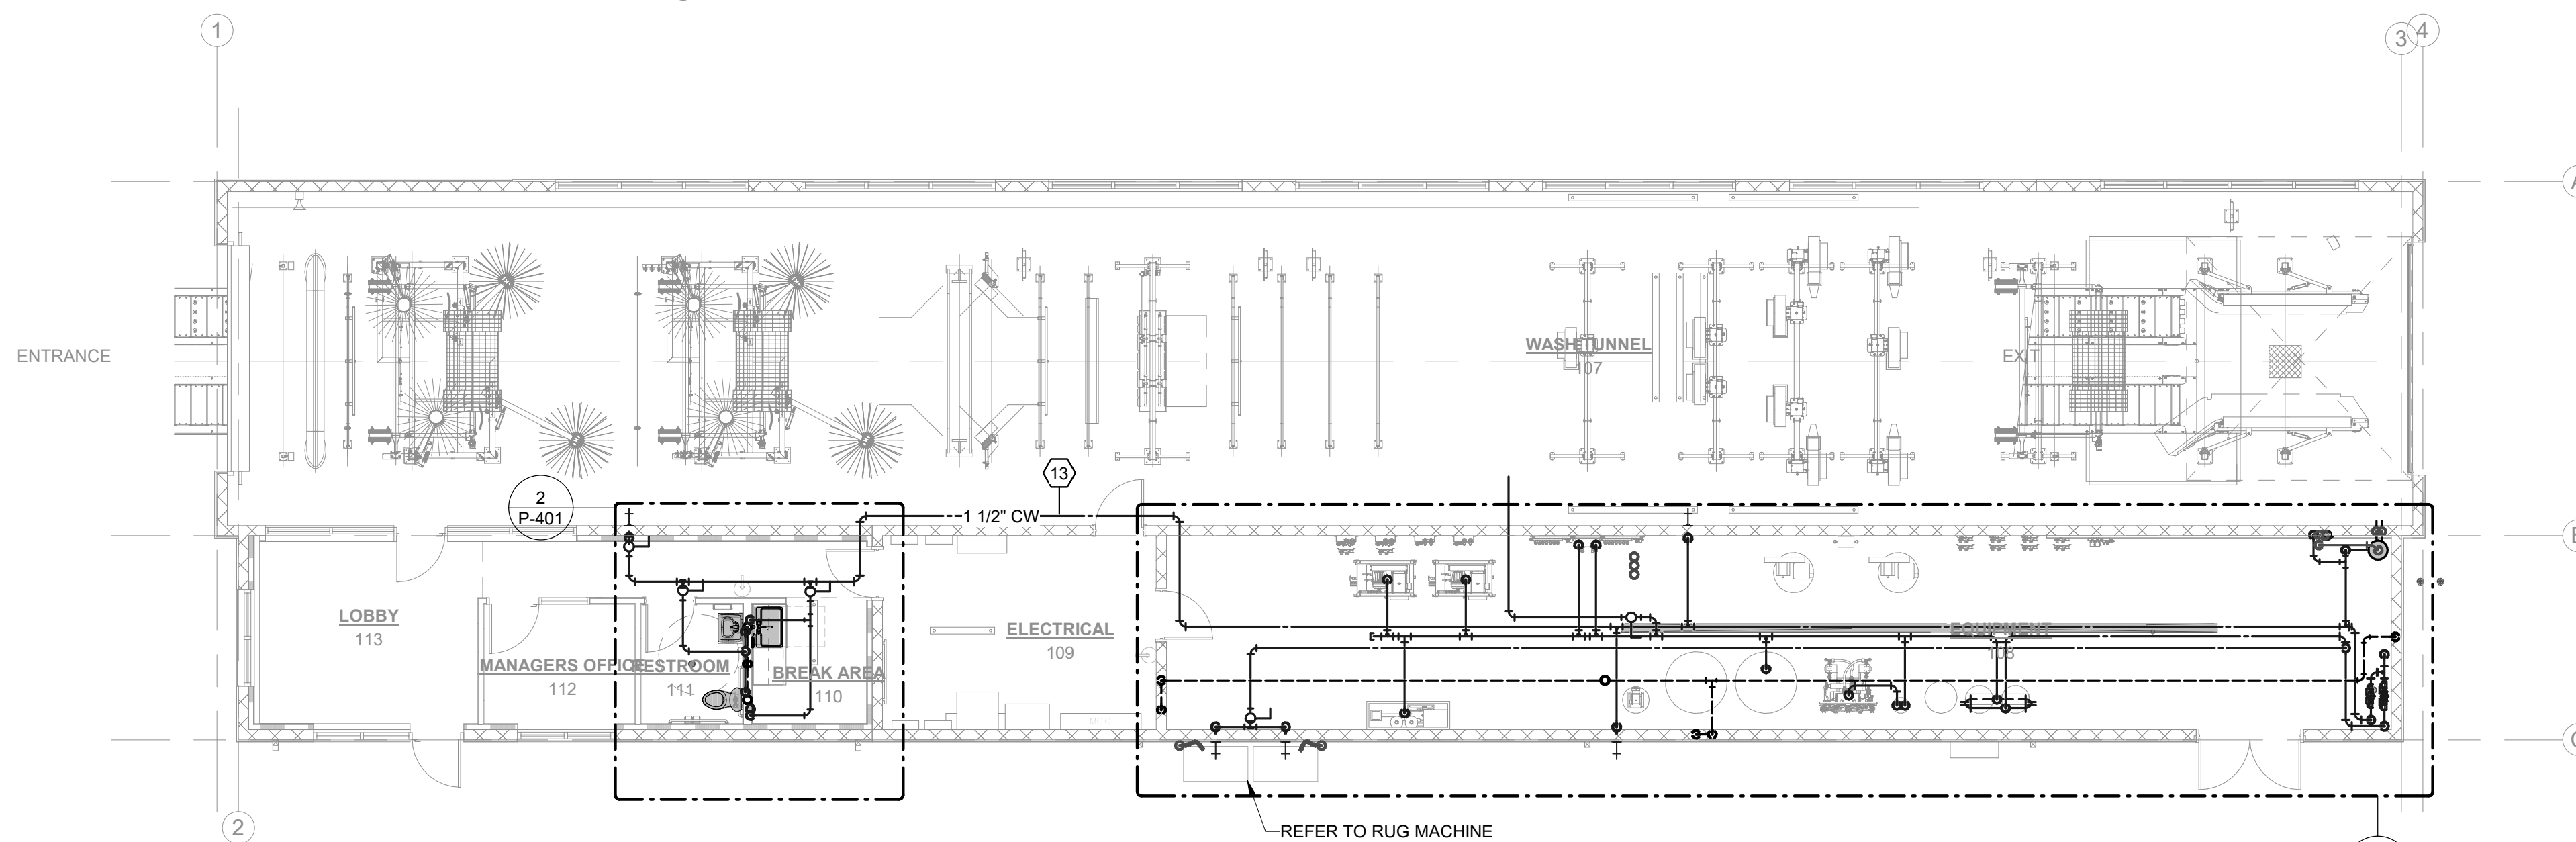 1
3
4
A
ENTRANCE
WASH TUNNEL
107
EXIT
13
2
P-401
1 1/2" CW
LOBBY
113
ELECTRICAL
109
EQUIPMENT
108
MANAGERS OFFICE
112
RESTROOM
111
BREAK AREA
110
MCC
2
REFER TO RUG MACHINE